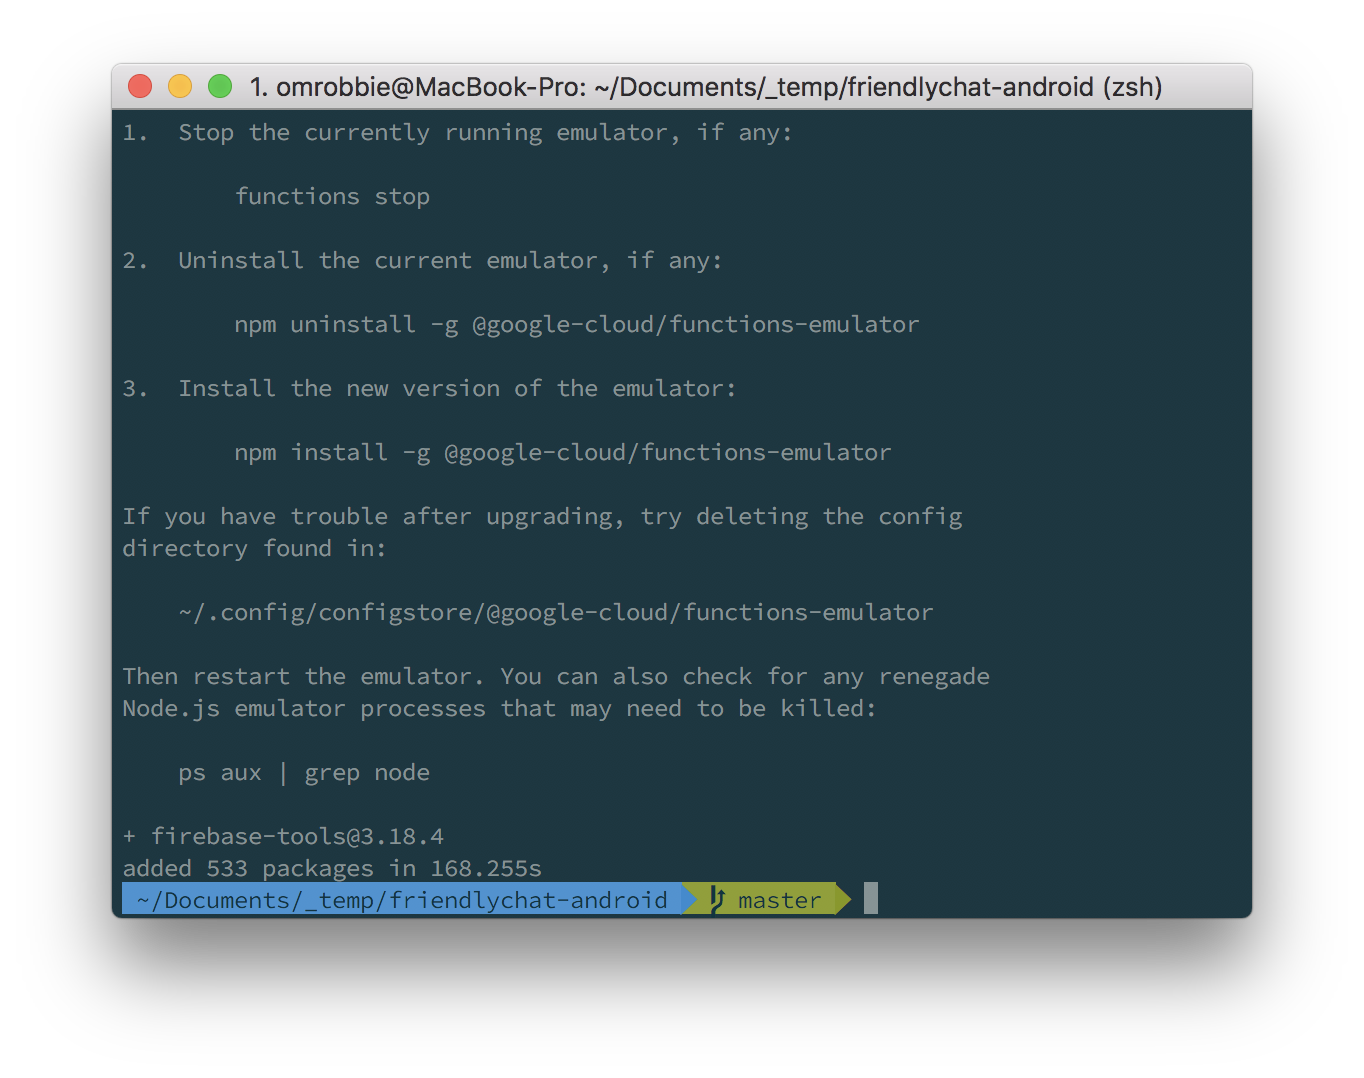 1. omrobbie@MacBook-Pro: ~/Documents/_temp/friendlychat-android (zsh)
1.  Stop the currently running emulator, if any:
        functions stop
2.  Uninstall the current emulator, if any:
        npm uninstall -g @google-cloud/functions-emulator
3.  Install the new version of the emulator:
        npm install -g @google-cloud/functions-emulator
If you have trouble after upgrading, try deleting the config
directory found in:
    ~/.config/configstore/@google-cloud/functions-emulator
Then restart the emulator. You can also check for any renegade
Node.js emulator processes that may need to be killed:
    ps aux | grep node
+ firebase-tools@3.18.4
added 533 packages in 168.255s
~/Documents/_temp/friendlychat-android master